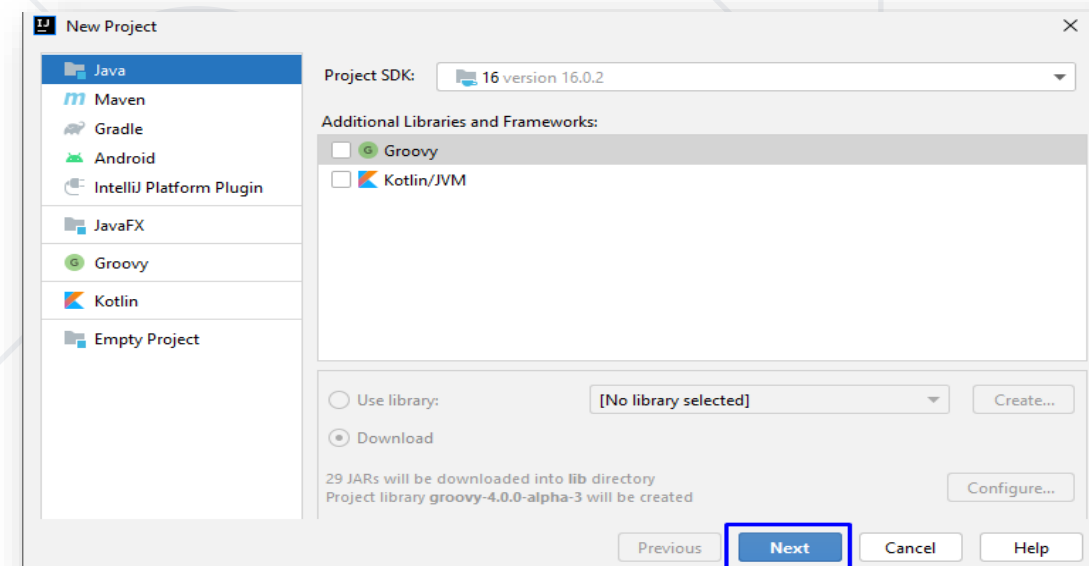 New Project
Java
Maven
Gradle
Android
IntelliJ Platform Plugin
JavaFX
Groovy
Kotlin
Empty Project
Project SDK: 16 version 16.0.2
Additional Libraries and Frameworks:
Groovy
Kotlin/JVM
Use library: [No library selected] Create...
Download
29 JARs will be downloaded into lib directory
Project library groovy-4.0.0-alpha-3 will be created
Configure...
Previous Next Cancel Help